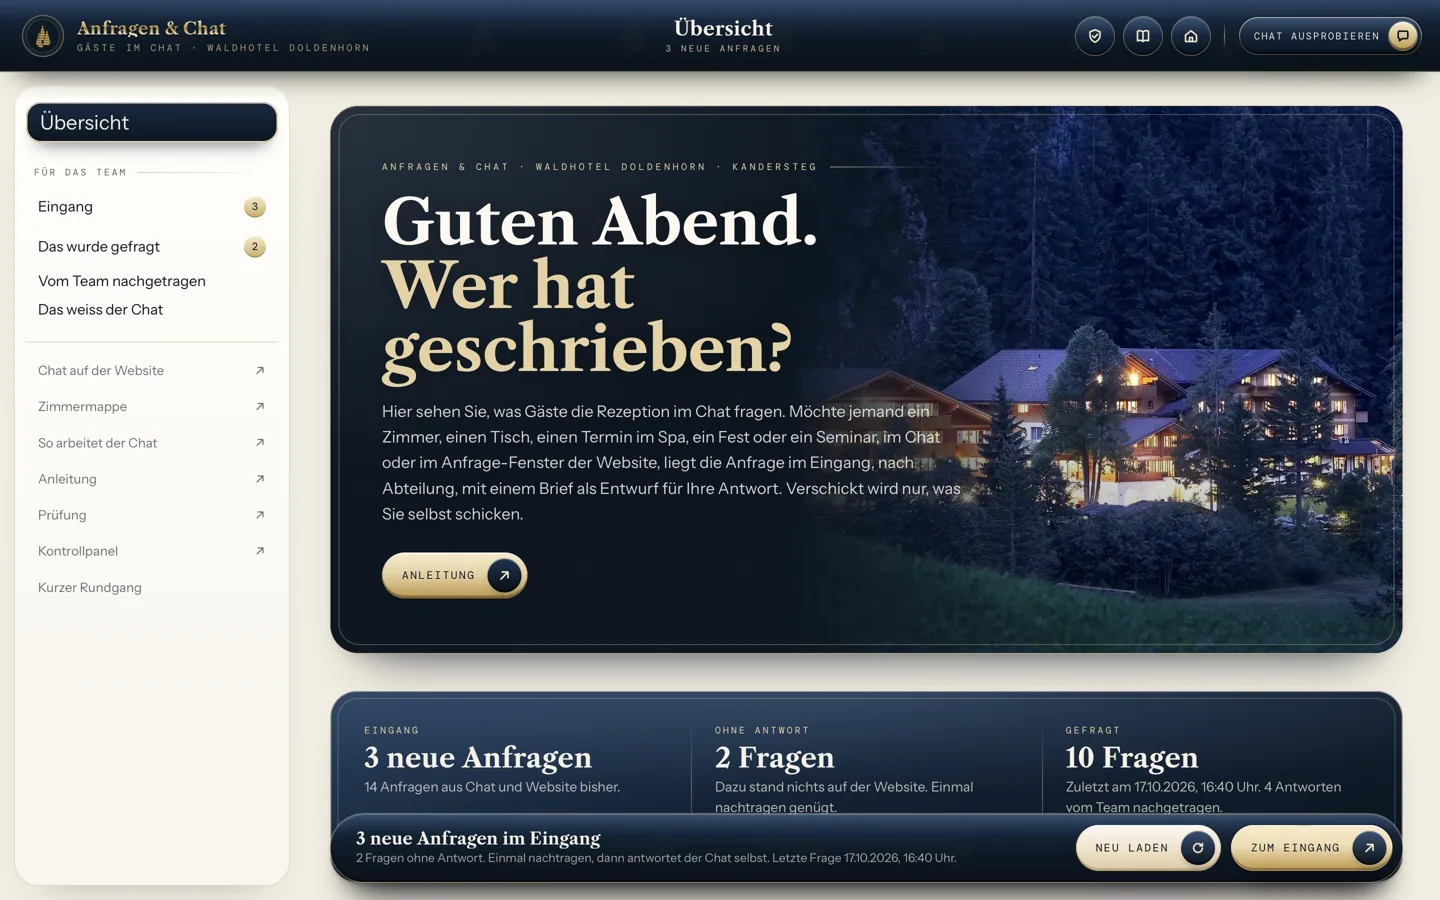 Anfragen & Chat
GÄSTE IM CHAT · WALDHOTEL DOLDENHORN
Übersicht
3 NEUE ANFRAGEN
CHAT AUSPROBIEREN
Übersicht
FÜR DAS TEAM
Eingang
3
Das wurde gefragt
2
Vom Team nachgetragen
Das weiss der Chat
Chat auf der Website
Zimmermappe
So arbeitet der Chat
Anleitung
Prüfung
Kontrollpanel
Kurzer Rundgang
ANFRAGEN & CHAT · WALDHOTEL DOLDENHORN · KANDERSTEG
Guten Abend.
Wer hat
geschrieben?
Hier sehen Sie, was Gäste die Rezeption im Chat fragen. Möchte jemand ein
Zimmer, einen Tisch, einen Termin im Spa, ein Fest oder ein Seminar, im Chat
oder im Anfrage-Fenster der Website, liegt die Anfrage im Eingang, nach
Abteilung, mit einem Brief als Entwurf für Ihre Antwort. Verschickt wird nur, was
Sie selbst schicken.
ANLEITUNG
EINGANG
3 neue Anfragen
14 Anfragen aus Chat und Website bisher.
OHNE ANTWORT
2 Fragen
Dazu stand nichts auf der Website. Einmal
nachtragen genügt.
GEFRAGT
10 Fragen
Zuletzt am 17.10.2026, 16:40 Uhr. 4 Antworten
vom Team nachgetragen.
3 neue Anfragen im Eingang
2 Fragen ohne Antwort. Einmal nachtragen, dann antwortet der Chat selbst. Letzte Frage 17.10.2026, 16:40 Uhr.
NEU LADEN
ZUM EINGANG